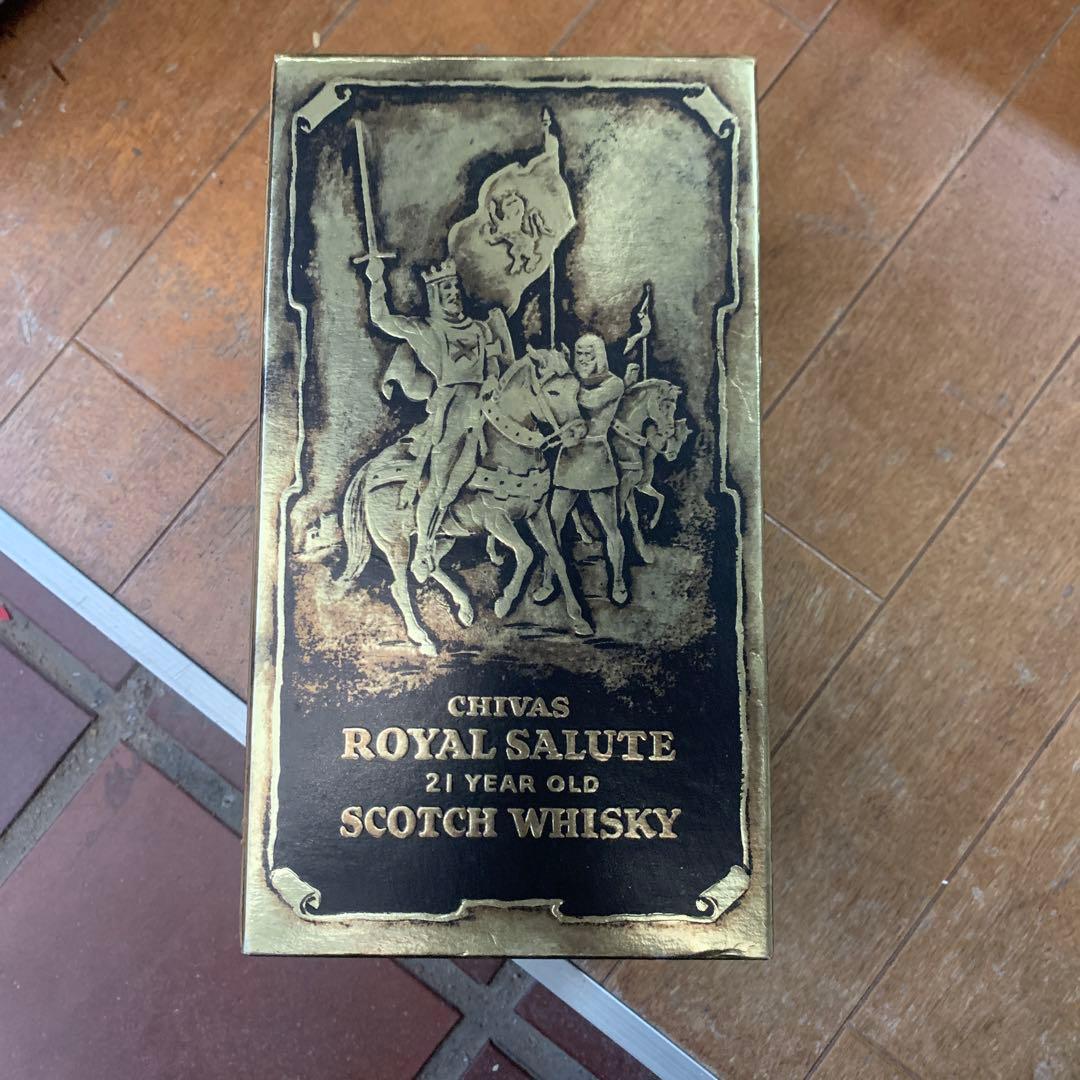 CHIVAS
ROYAL SALUTE
21 YEAR OLD
SCOTCH WHISKY